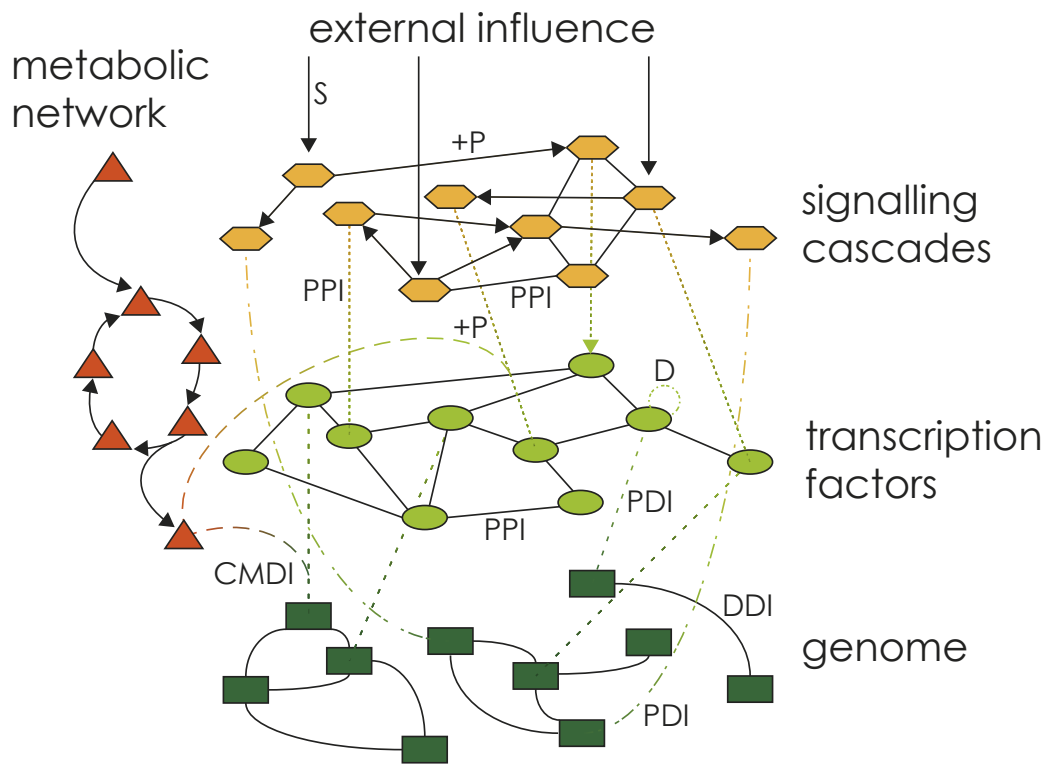 external influence
metabolic
network
S
+P
signalling
cascades
PPI
PPI
+P
D
transcription
factors
PDI
PPI
CMDI
DDI
genome
PDI